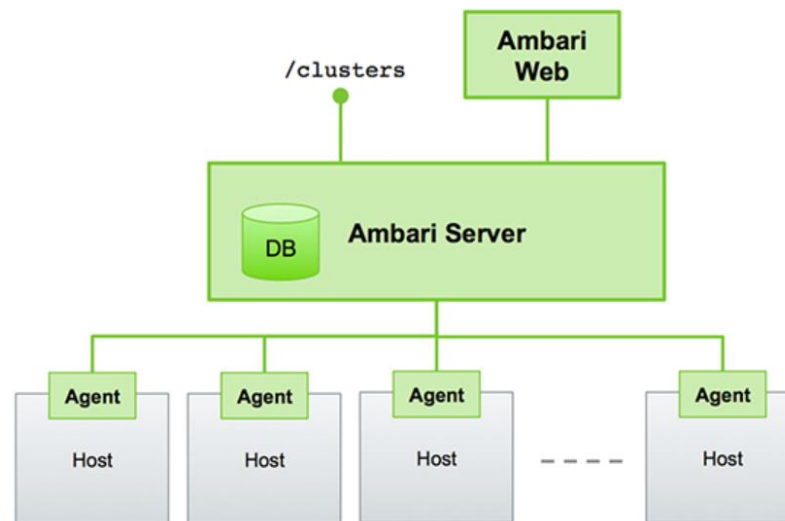 Ambari
Web
/clusters
DB
Ambari Server
Agent
Agent
Agent
Agent
Host
Host
Host
Host